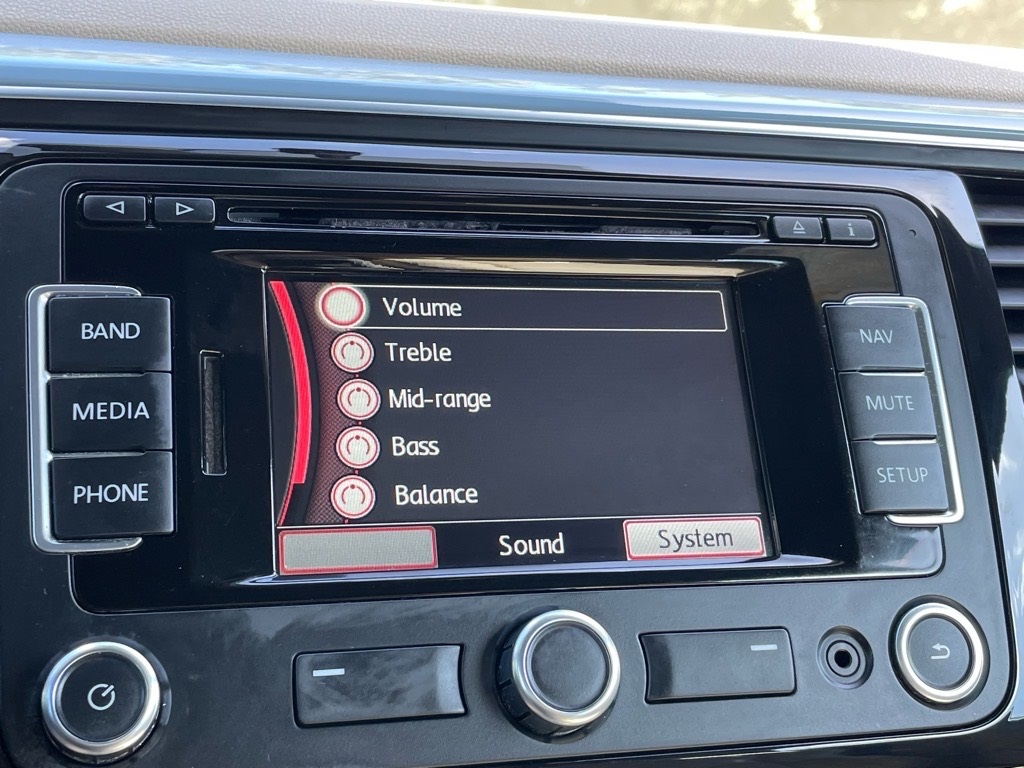 i
BAND
MEDIA
PHONE
Volume
Treble
Mid-range
Bass
Balance
Sound
System
NAV
MUTE
SETUP